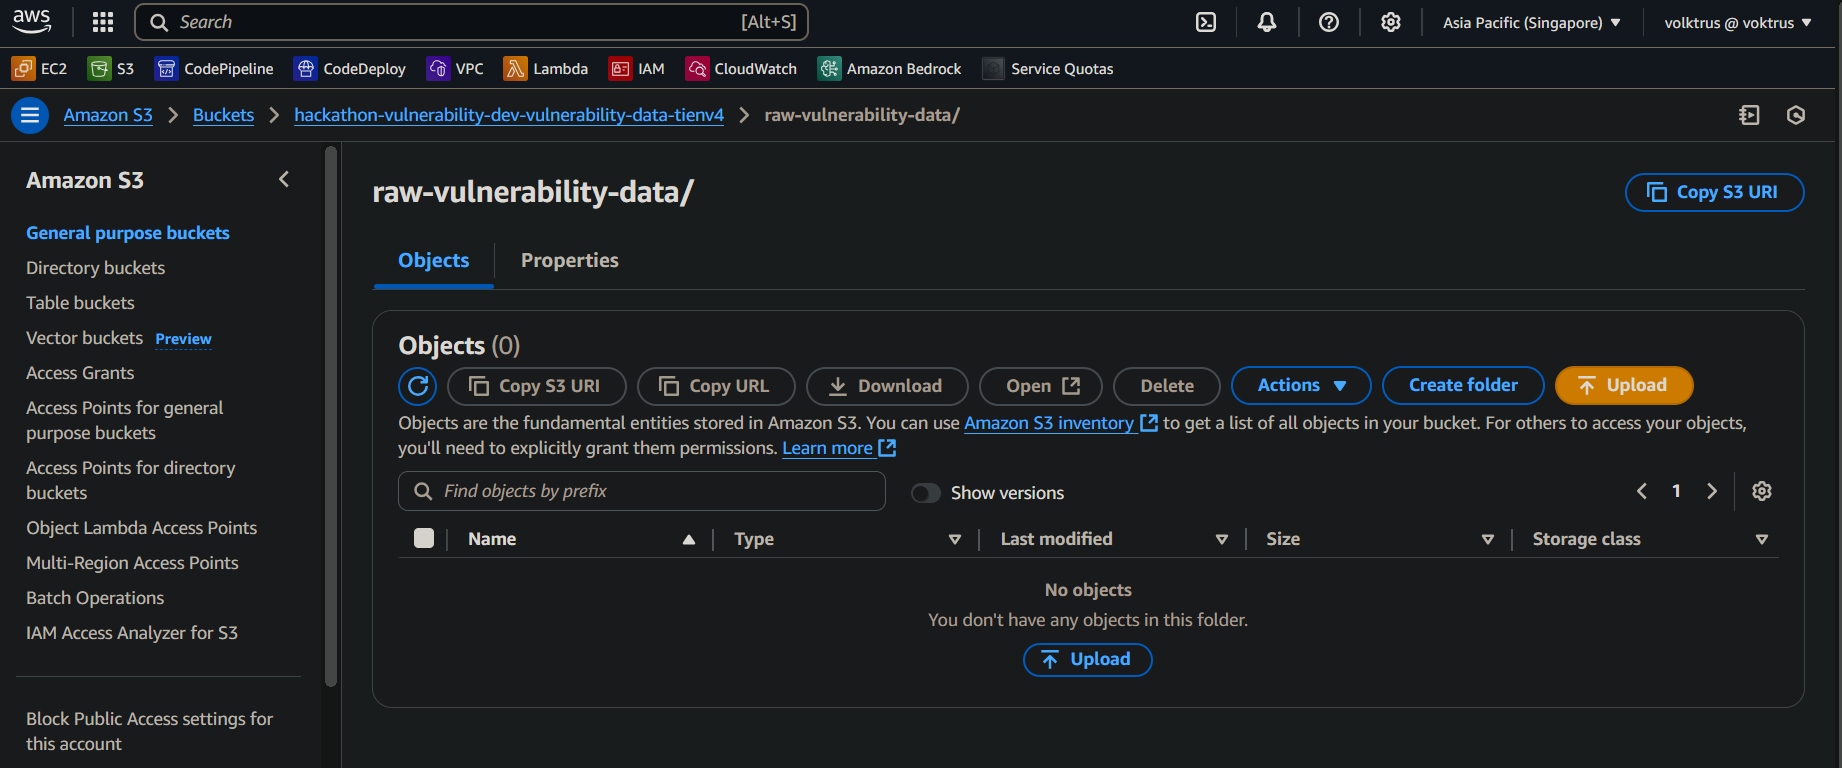 aws
Search [Alt+S]
Asia Pacific (Singapore)
volktrus @ voktrus
EC2 S3 CodePipeline CodeDeploy VPC Lambda IAM CloudWatch Amazon Bedrock Service Quotas
Amazon S3 > Buckets > hackathon-vulnerability-dev-vulnerability-data-tienv4 > raw-vulnerability-data/
Amazon S3
General purpose buckets
Directory buckets
Table buckets
Vector buckets Preview
Access Grants
Access Points for general
purpose buckets
Access Points for directory
buckets
Object Lambda Access Points
Multi-Region Access Points
Batch Operations
IAM Access Analyzer for S3
Block Public Access settings for
this account
raw-vulnerability-data/
Copy S3 URI
Objects Properties
Objects (0)
Copy S3 URI Copy URL Download Open Delete Actions Create folder Upload
Objects are the fundamental entities stored in Amazon S3. You can use Amazon S3 inventory to get a list of all objects in your bucket. For others to access your objects,
you'll need to explicitly grant them permissions. Learn more
Find objects by prefix
Show versions
1
Name Type Last modified Size Storage class
No objects
You don't have any objects in this folder.
Upload